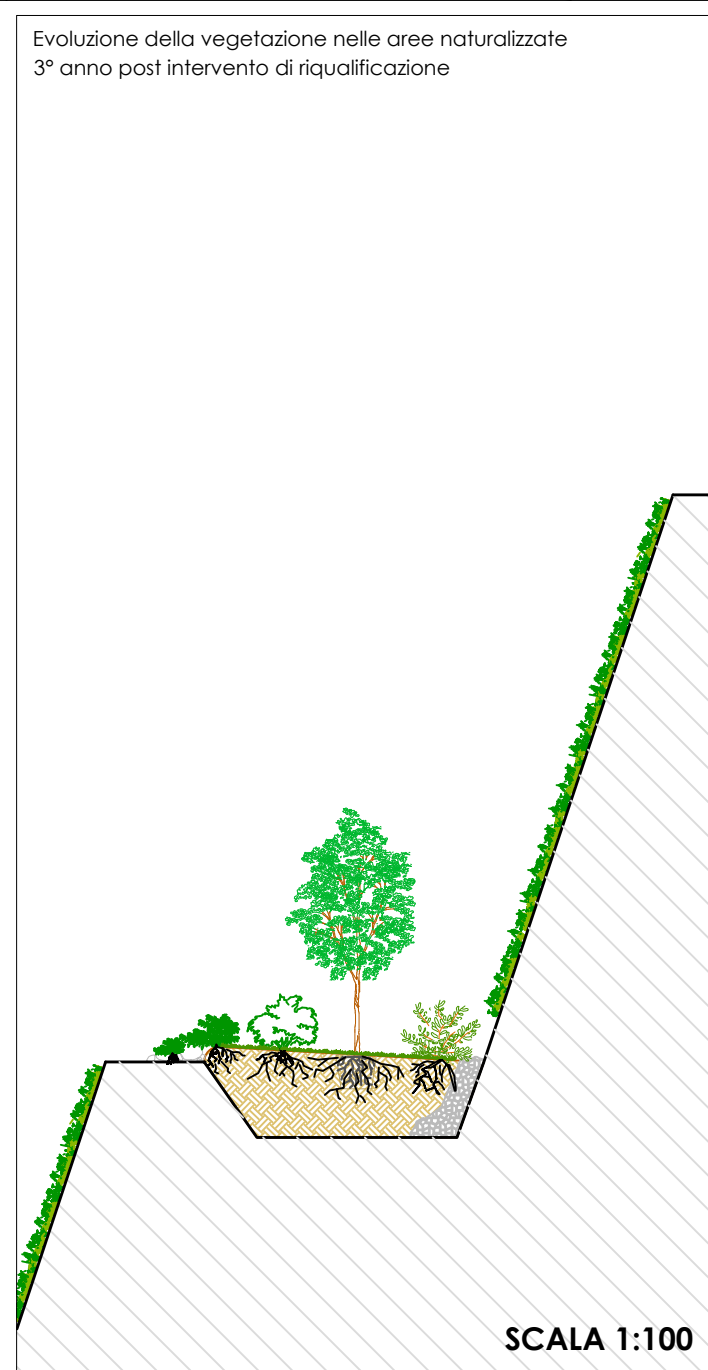 Evoluzione della vegetazione nelle aree naturalizzate
3° anno post intervento di riqualificazione
SCALA 1:100